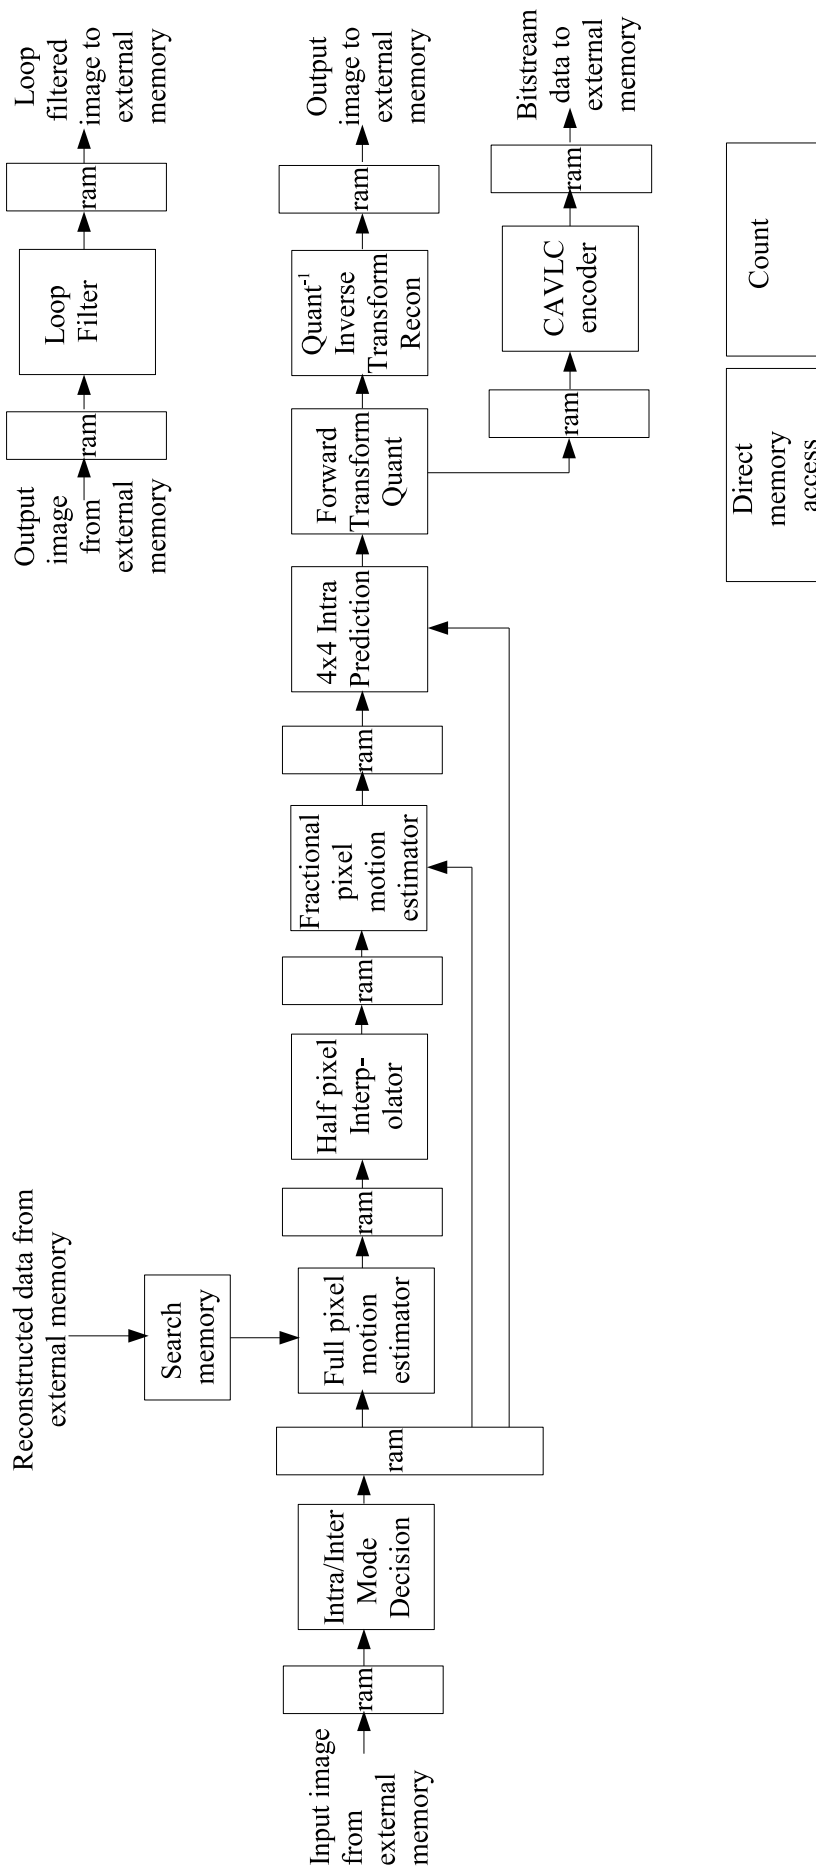 Input image
from
external
memory
ram
Intra/Inter
Mode
Decision
ram
Reconstructed data from
external memory
Search
memory
Full pixel
motion
estimator
ram
Half pixel
Interp-
olator
ram
Fractional
pixel
motion
estimator
ram
4x4 Intra
Prediction
Forward
Transform
Quant
Quant-1
Inverse
Transform
Recon
ram
Output
image to
external
memory
Output
image
from
external
memory
ram
Loop
Filter
ram
Loop
filtered
image to
external
memory
ram
CAVLC
encoder
ram
Bitstream
data to
external
memory
Direct
memory
access
Count